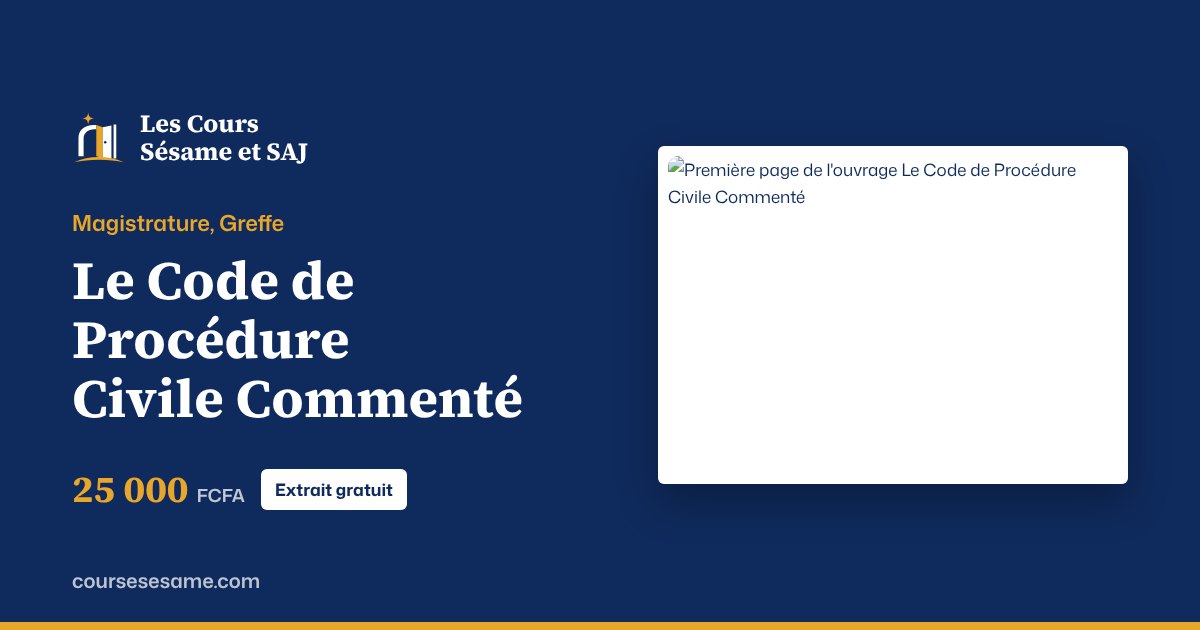 Les Cours
Sésame et SAJ
Magistrature, Greffe
Le Code de
Procédure
Civile Commenté
25 000 FCFA
Extrait gratuit
coursesesame.com
Première page de l'ouvrage Le Code de Procédure
Civile Commenté